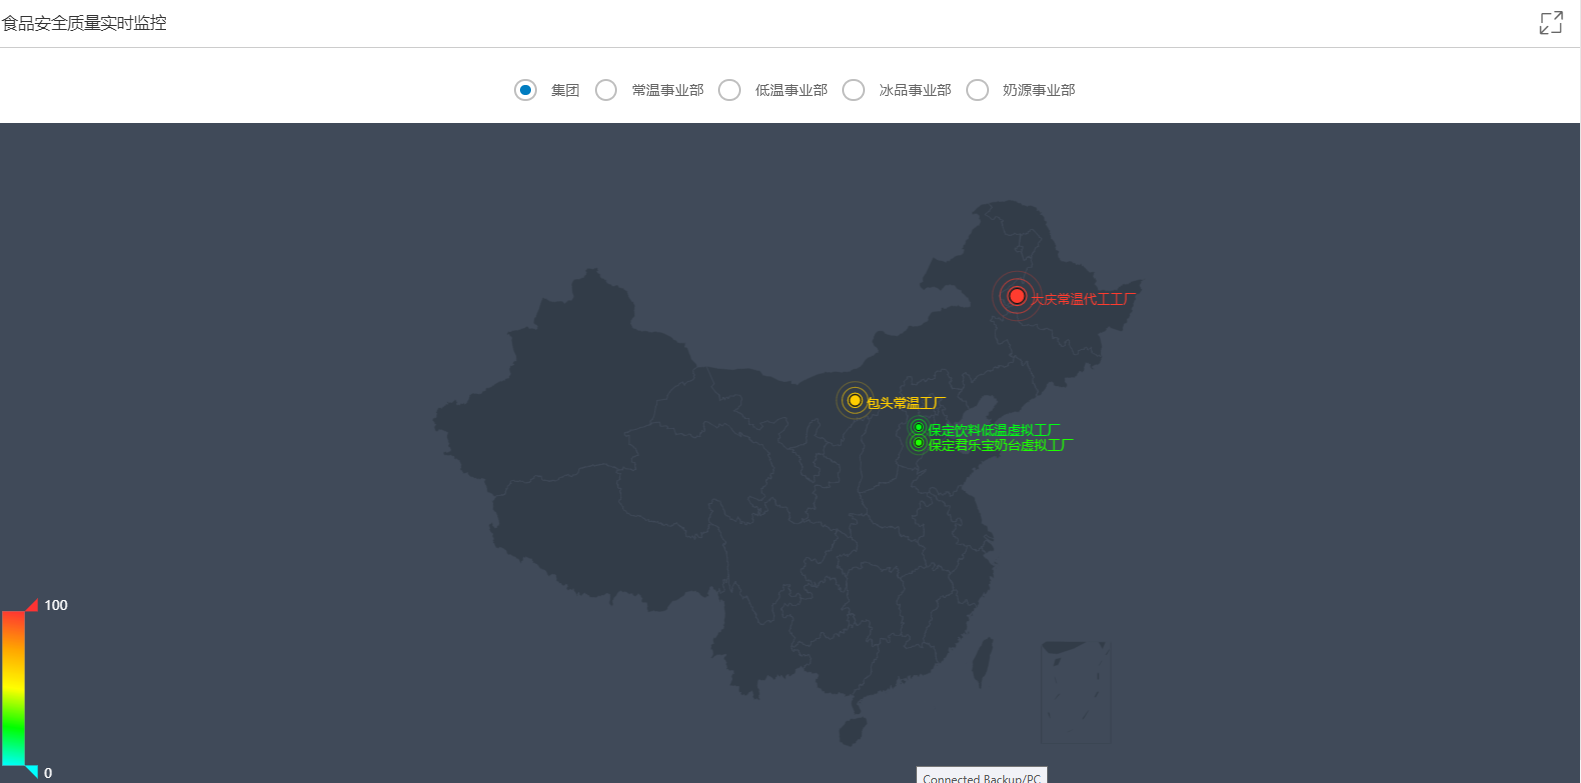 食品安全质量实时监控
集团 常温事业部 低温事业部 冰品事业部 奶源事业部
大庆常温代工工厂
包头常温工厂
保定饮料低温虚拟工厂
保定君乐宝奶台虚拟工厂
100
0
Connected Backup/PC